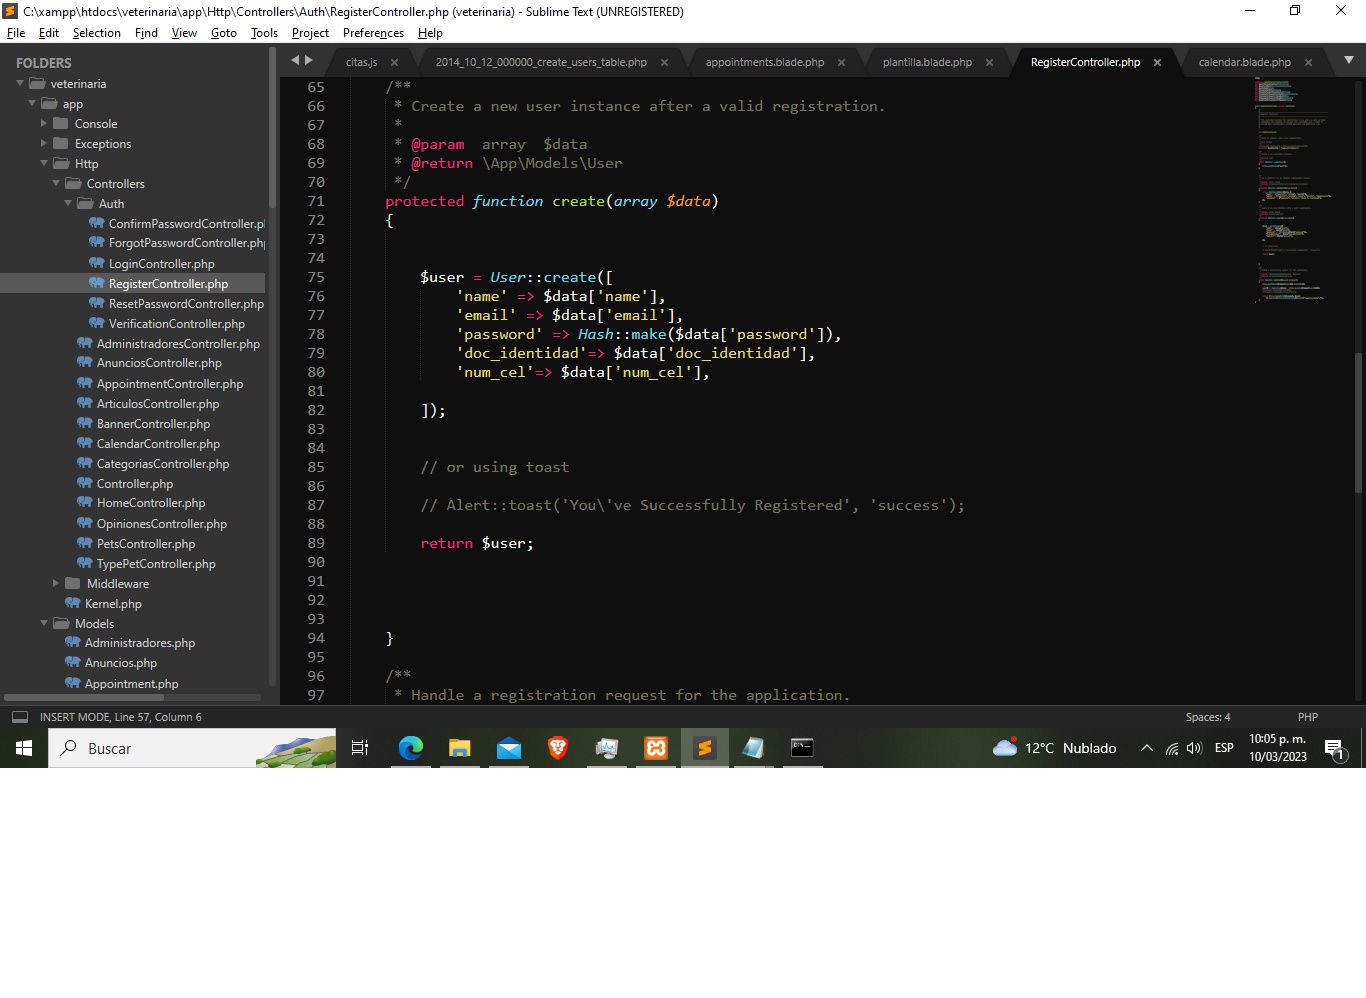 C:\xampp\htdocs\veterinaria\app\Http\Controllers\Auth\RegisterController.php (veterinaria) - Sublime Text (UNREGISTERED)
File Edit Selection Find View Goto Tools Project Preferences Help
FOLDERS
veterinaria
app
Console
Exceptions
Http
Controllers
Auth
ConfirmPasswordController.pl
ForgotPasswordController.ph
LoginController.php
RegisterController.php
ResetPasswordController.php
VerificationController.php
AdministradoresController.php
AnunciosController.php
AppointmentController.php
ArticulosController.php
BannerController.php
CalendarController.php
CategoriasController.php
Controller.php
HomeController.php
OpinionesController.php
PetsController.php
TypePetController.php
Middleware
Kernel.php
Models
Administradores.php
Anuncios.php
Appointment.php
citas.js 2014_10_12_000000_create_users_table.php appointments.blade.php plantilla.blade.php RegisterController.php calendar.blade.php
65 /**
66 * Create a new user instance after a valid registration.
67 *
68 * @param  array  $data
69 * @return \App\Models\User
70 */
71 protected function create(array $data)
72 {
73
74
75 $user = User::create([
76 'name' => $data['name'],
77 'email' => $data['email'],
78 'password' => Hash::make($data['password']),
79 'doc_identidad'=> $data['doc_identidad'],
80 'num_cel'=> $data['num_cel'],
81
82 ]);
83
84
85 // or using toast
86
87 // Alert::toast('You\'ve Successfully Registered', 'success');
88
89 return $user;
90
91
92
93
94 }
95
96 /**
97 * Handle a registration request for the application.
INSERT MODE, Line 57, Column 6 Spaces: 4 PHP
Buscar 12°C Nublado ESP 10:05 p. m.
10/03/2023
1